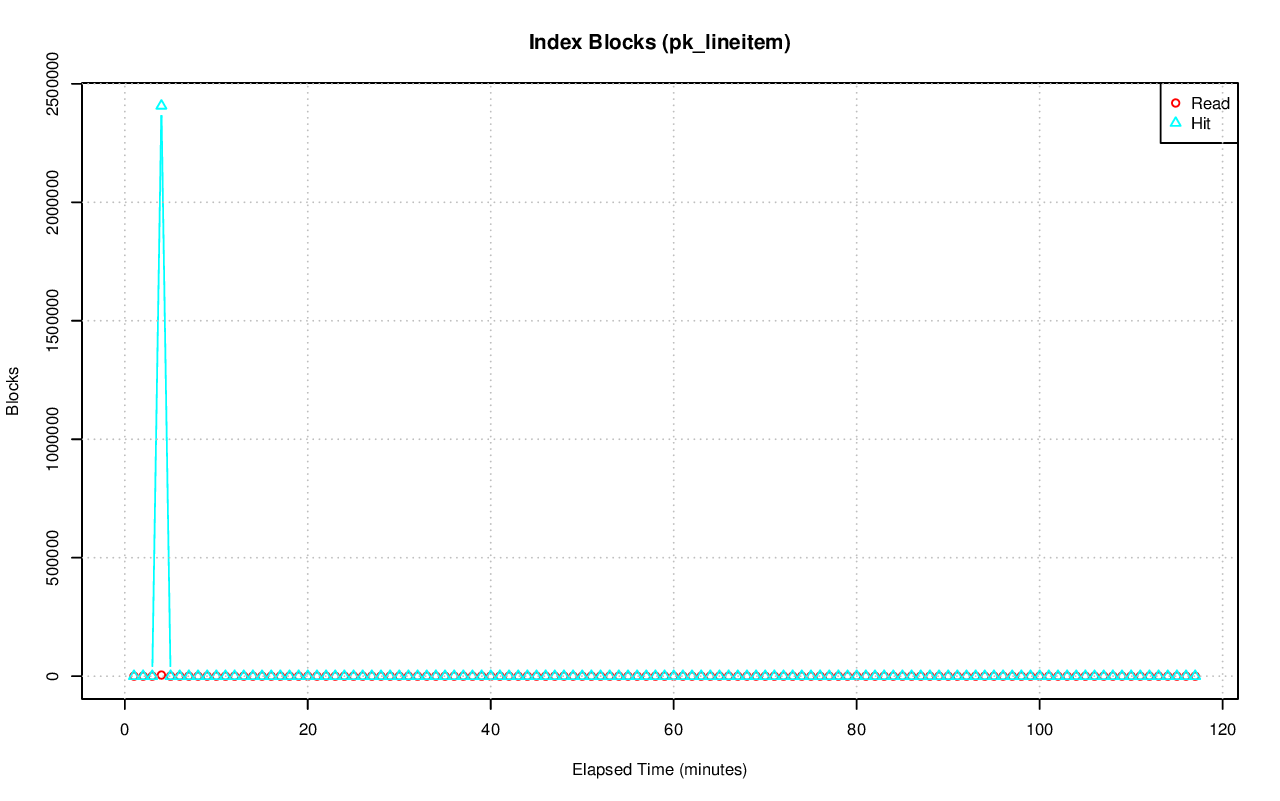 Index Blocks (pk_lineitem)
2500000
2000000
1500000
1000000
500000
0
Blocks
Read
Hit
0 20 40 60 80 100 120
Elapsed Time (minutes)